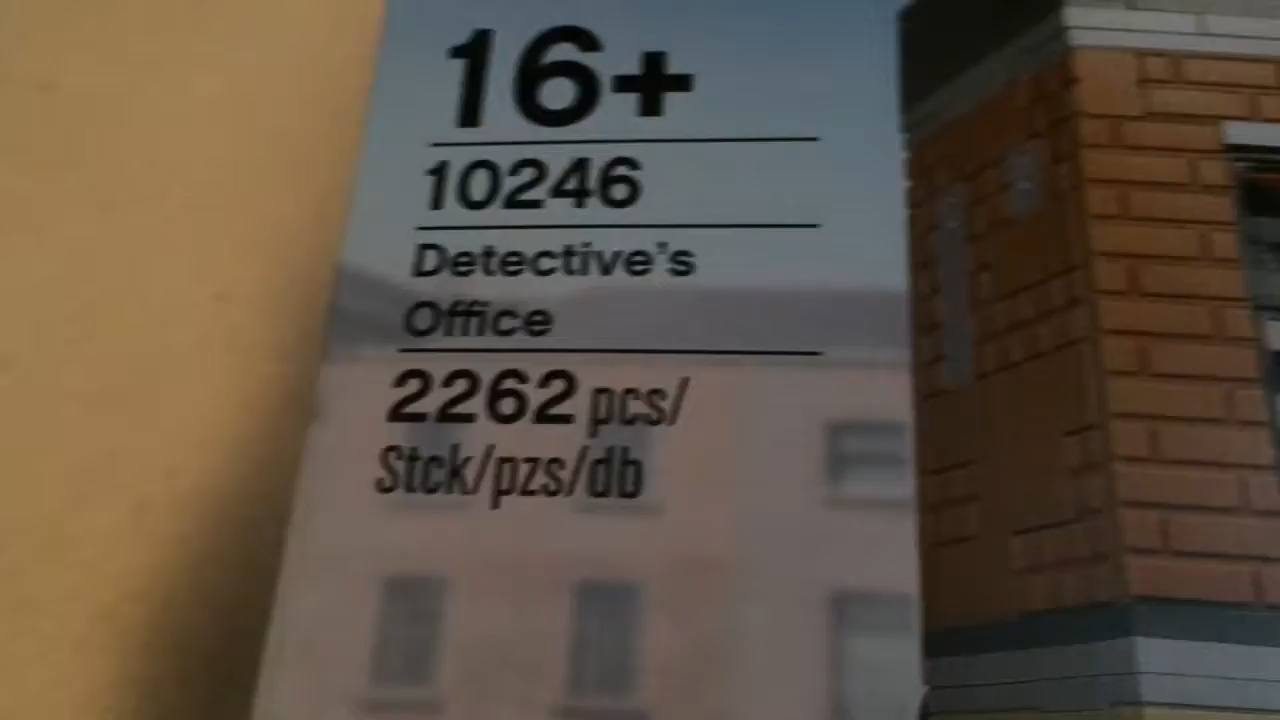 16+
10246
Detective's
Office
2262 pcs/
Stck/pzs/db